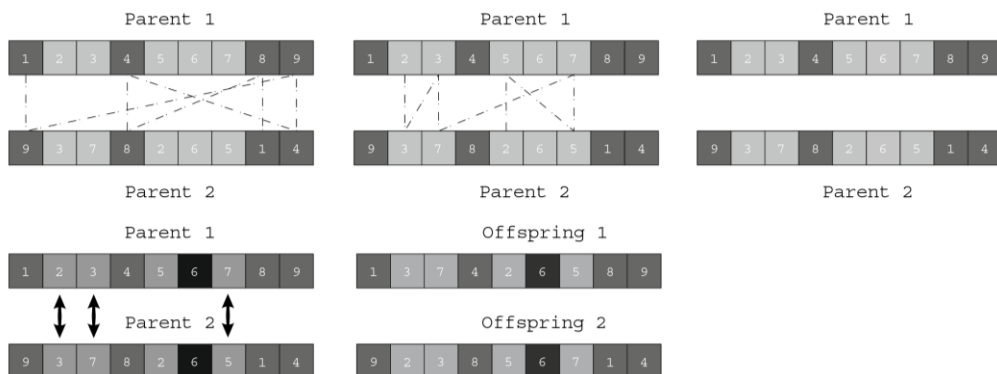 Parent 1 Parent 1 Parent 1
1 2 3 4 5 6 7 8 9 1 2 3 4 5 6 7 8 9 1 2 3 4 5 6 7 8 9
9 3 7 8 2 6 5 1 4 9 3 7 8 2 6 5 1 4 9 3 7 8 2 6 5 1 4
Parent 2 Parent 2 Parent 2
Parent 1 Offspring 1
1 2 3 4 5 6 7 8 9 1 3 7 4 2 6 5 8 9
Parent 2 Offspring 2
9 3 7 8 2 6 5 1 4 9 2 3 8 5 6 7 1 4